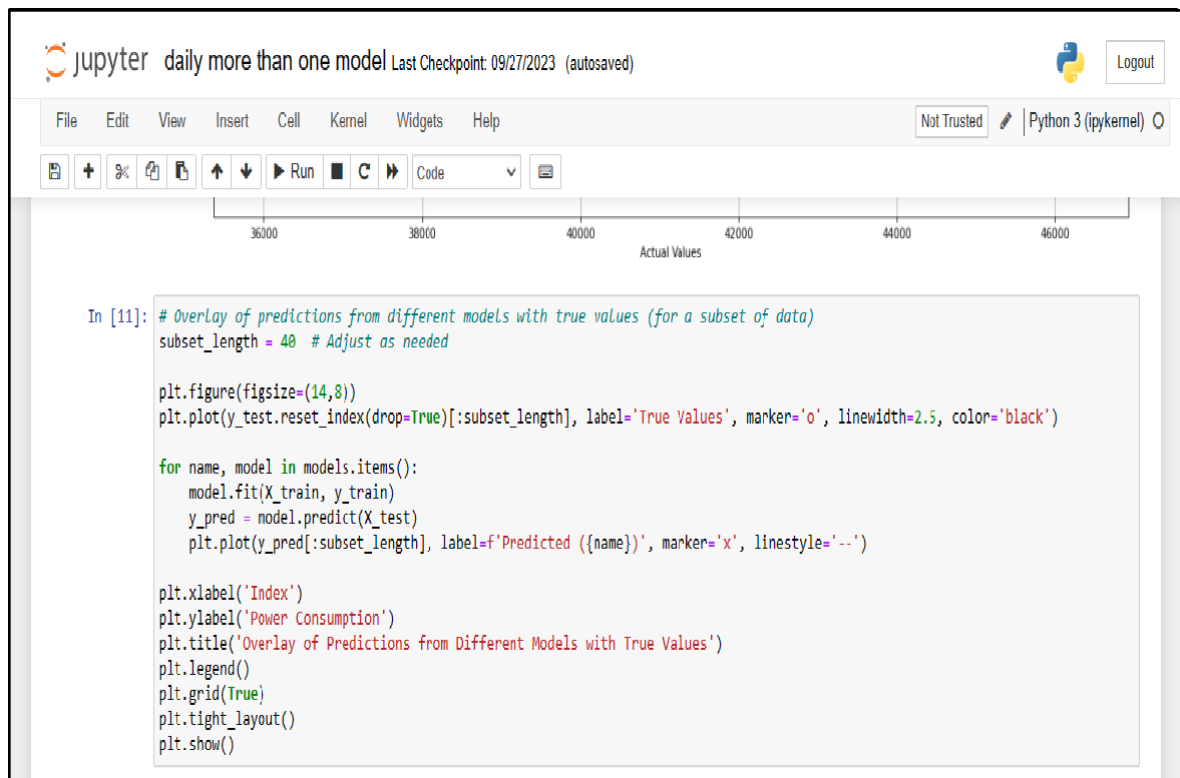 jupyter daily more than one model Last Checkpoint: 09/27/2023 (autosaved)
Logout
File Edit View Insert Cell Kernel Widgets Help
Not Trusted Python 3 (ipykernel)
Run Code
36000 38000 40000 42000 44000 46000
Actual Values
In [11]: # Overlay of predictions from different models with true values (for a subset of data)
subset_length = 40 # Adjust as needed
plt.figure(figsize=(14,8))
plt.plot(y_test.reset_index(drop=True)[:subset_length], label='True Values', marker='o', linewidth=2.5, color='black')
for name, model in models.items():
model.fit(X_train, y_train)
y_pred = model.predict(X_test)
plt.plot(y_pred[:subset_length], label=f'Predicted ({name})', marker='x', linestyle='--')
plt.xlabel('Index')
plt.ylabel('Power Consumption')
plt.title('Overlay of Predictions from Different Models with True Values')
plt.legend()
plt.grid(True)
plt.tight_layout()
plt.show()